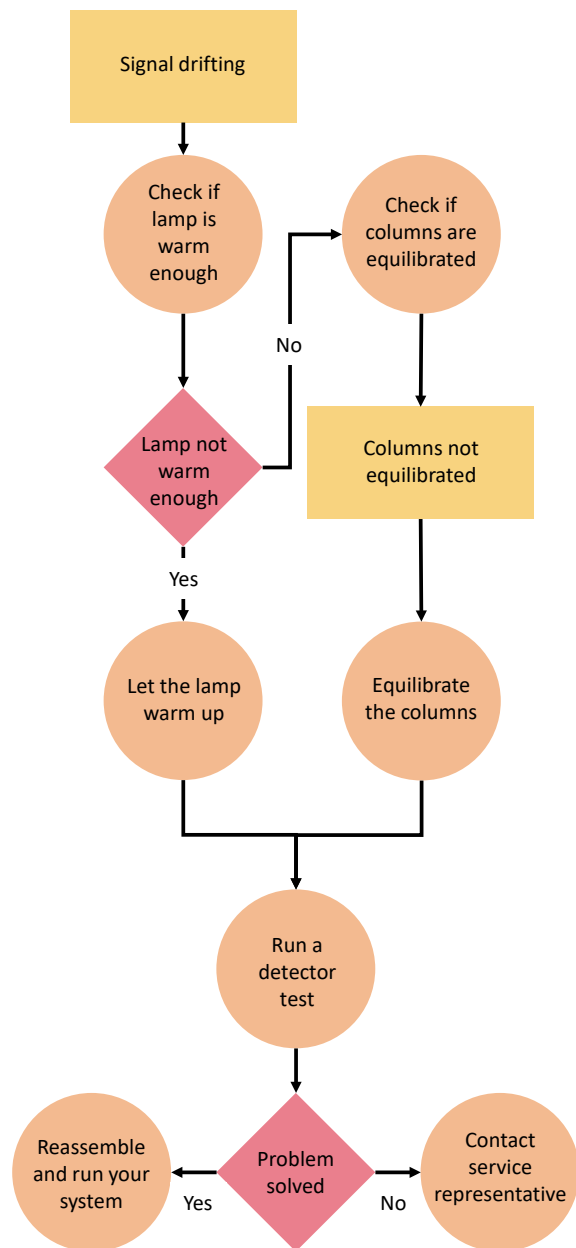 Signal drifting
Check if
lamp is
warm
enough
Check if
columns are
equilibrated
No
Lamp not
warm
enough
Columns not
equilibrated
Yes
Let the lamp
warm up
Equilibrate
the columns
Run a
detector
test
Reassemble
and run your
system
Yes
Problem
solved
No
Contact
service
representative